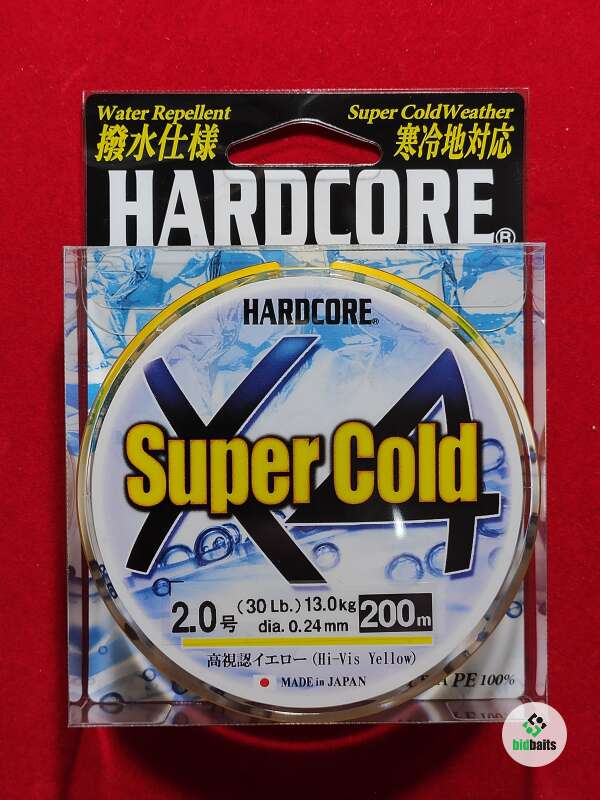 Water Repellent
撥水仕様
Super ColdWeather
寒冷地対応
HARDCORE®
HARDCORE®
X4
Super Cold
2.0号 (30 Lb.) 13.0kg
dia. 0.24mm
200m
高視認イエロー (Hi-Vis Yellow)
MADE in JAPAN
PE 100%
bidbaits